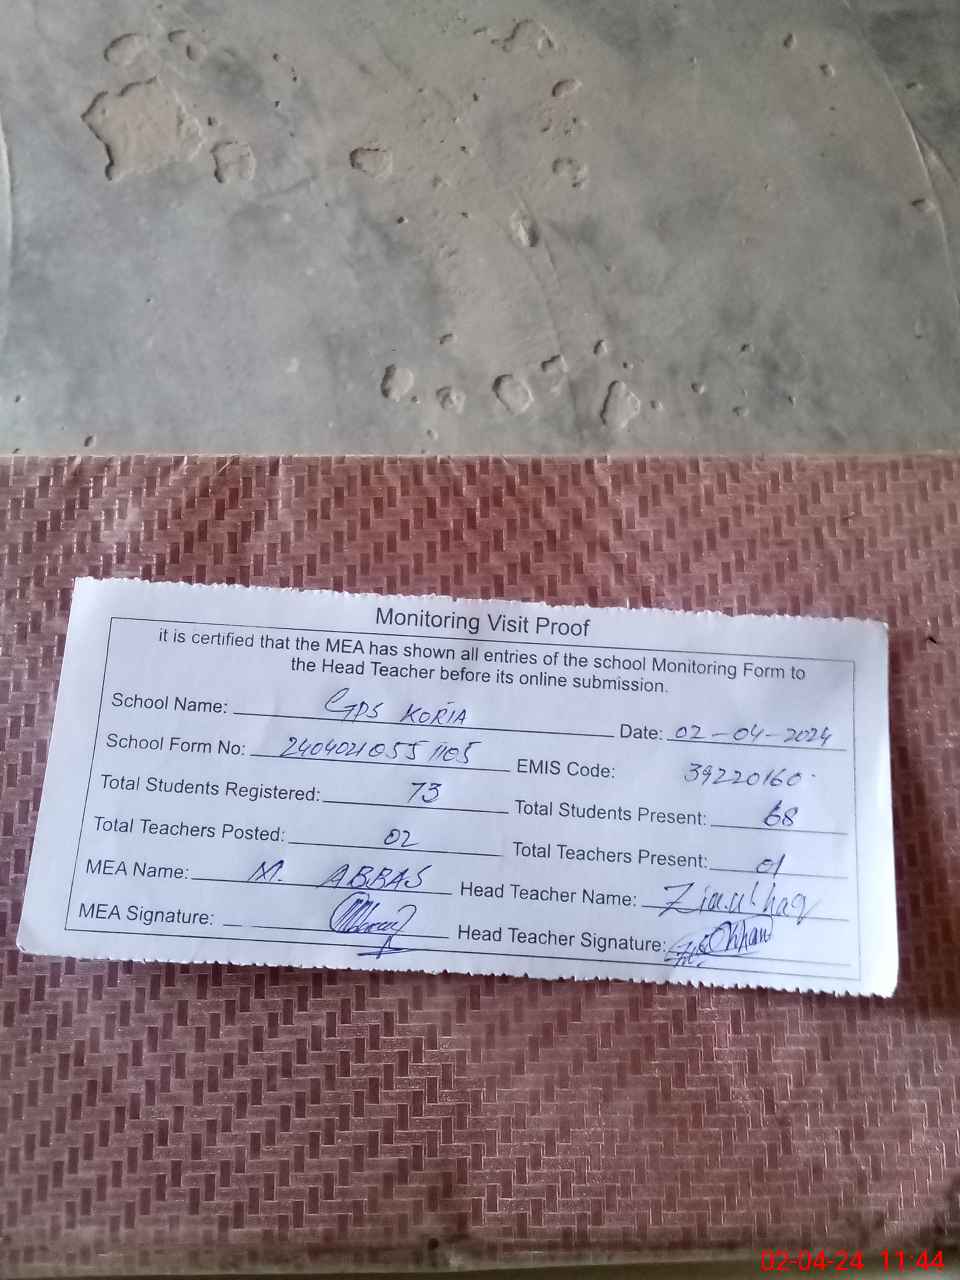 Monitoring Visit Proof
it is certified that the MEA has shown all entries of the school Monitoring Form to
the Head Teacher before its online submission.
School Name: GPS KORIA Date: 02-04-2024
School Form No: 2404021055 1105 EMIS Code: 39220160
Total Students Registered: 73 Total Students Present: 68
Total Teachers Posted: 02 Total Teachers Present: 01
MEA Name: M. ABBAS Head Teacher Name: Zia.ul.haq
MEA Signature: Head Teacher Signature:
02-04-24 11:44